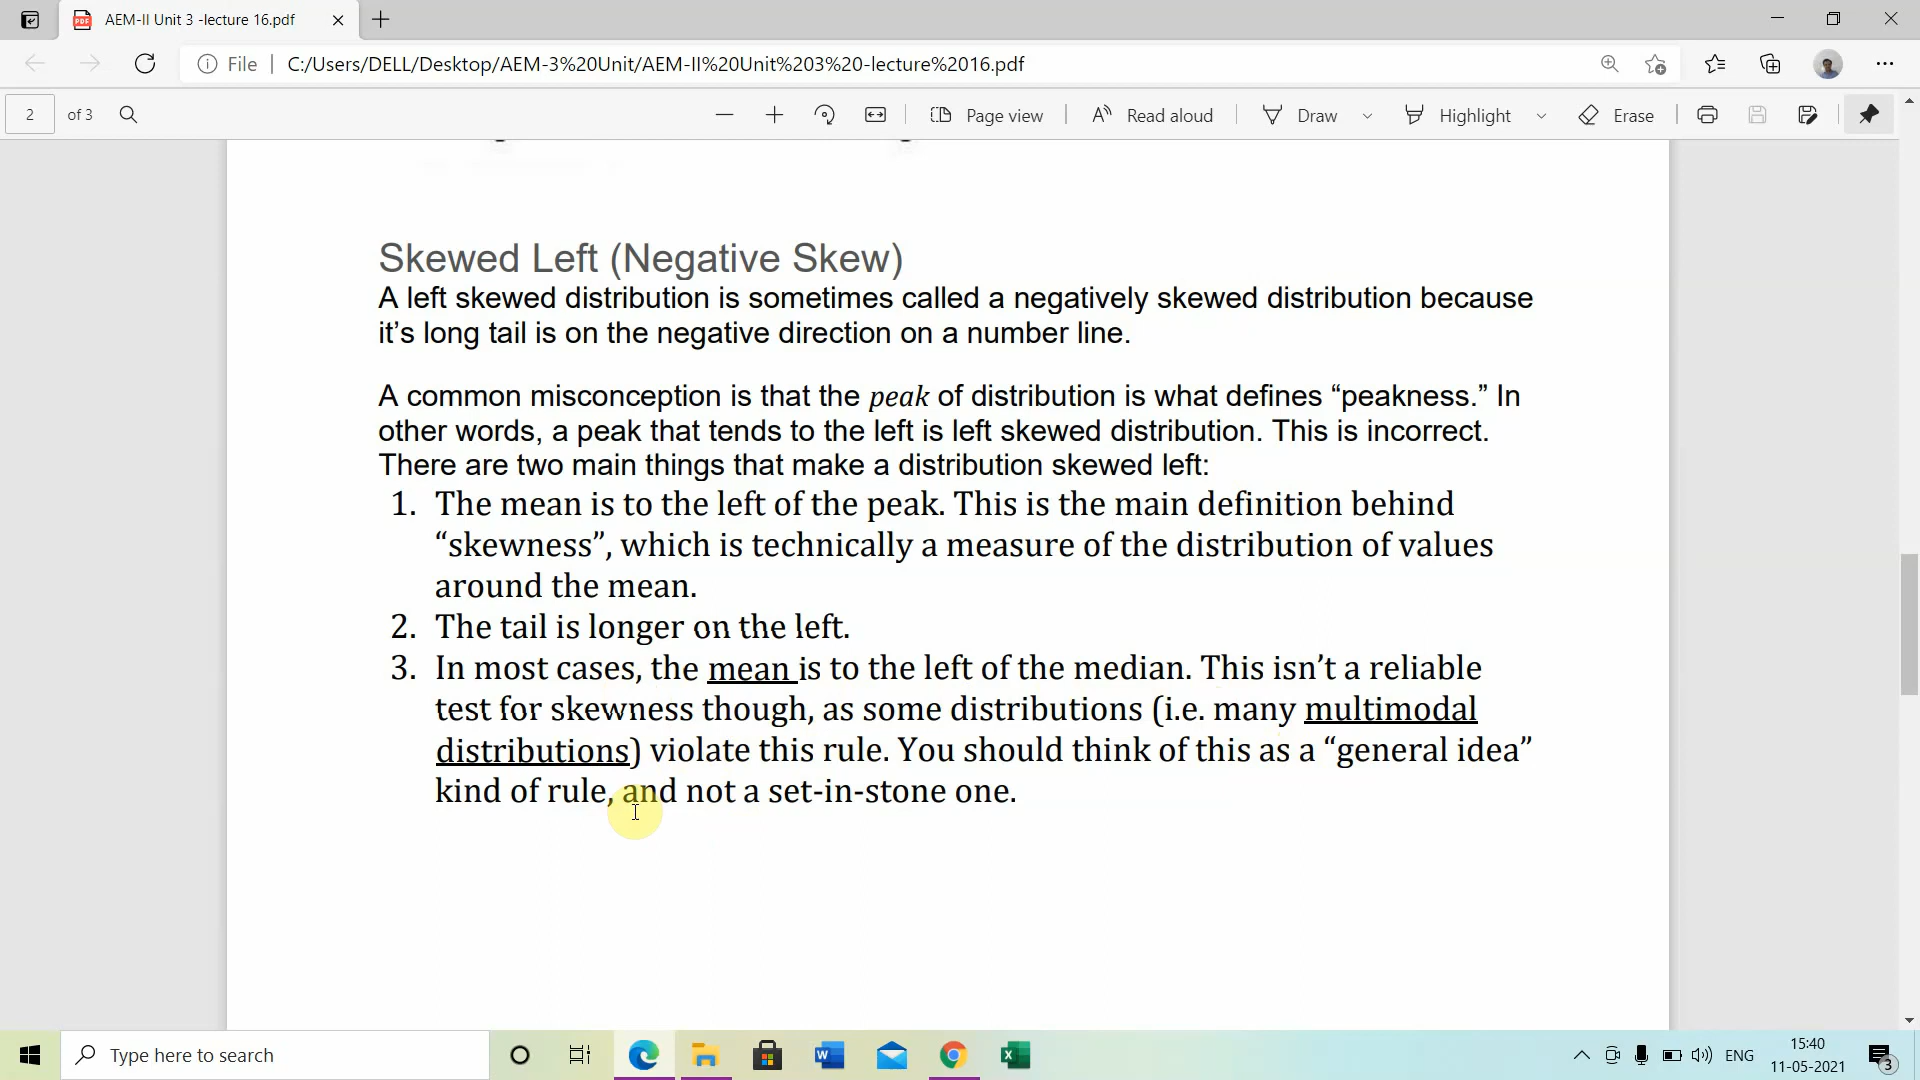 AEM-II Unit 3 -lecture 16.pdf
File
C:/Users/DELL/Desktop/AEM-3%20Unit/AEM-II%20Unit%203%20-lecture%2016.pdf
2 of 3
Page view
Read aloud
Draw
Highlight
Erase
Skewed Left (Negative Skew)
A left skewed distribution is sometimes called a negatively skewed distribution because
it’s long tail is on the negative direction on a number line.
A common misconception is that the peak of distribution is what defines “peakness.” In
other words, a peak that tends to the left is left skewed distribution. This is incorrect.
There are two main things that make a distribution skewed left:
1. The mean is to the left of the peak. This is the main definition behind
“skewness”, which is technically a measure of the distribution of values
around the mean.
2. The tail is longer on the left.
3. In most cases, the mean is to the left of the median. This isn’t a reliable
test for skewness though, as some distributions (i.e. many multimodal
distributions) violate this rule. You should think of this as a “general idea”
kind of rule, and not a set-in-stone one.
Type here to search
ENG
15:40
11-05-2021
3